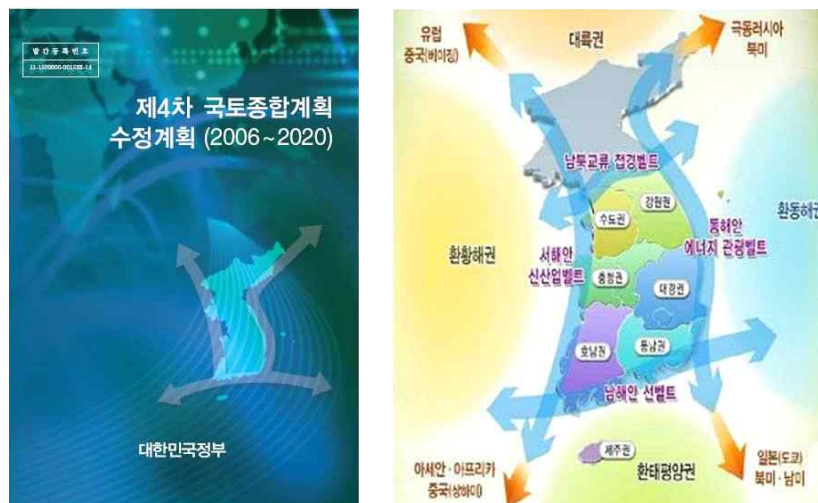 발간등록번호
제4차 국토종합계획
수정계획 (2006~2020)
대한민국정부
유럽
중국(베이징)
대륙권
극동러시아
북미
남북교류 접경벨트
수도권
강원권
환황해권
서해안
신산업벨트
충청권
대경권
동해안
에너지 관광벨트
환동해권
호남권
동남권
남해안 선벨트
제주권
아세안·아프리카
중국(상하이)
환태평양권
일본(도쿄)
북미·남미